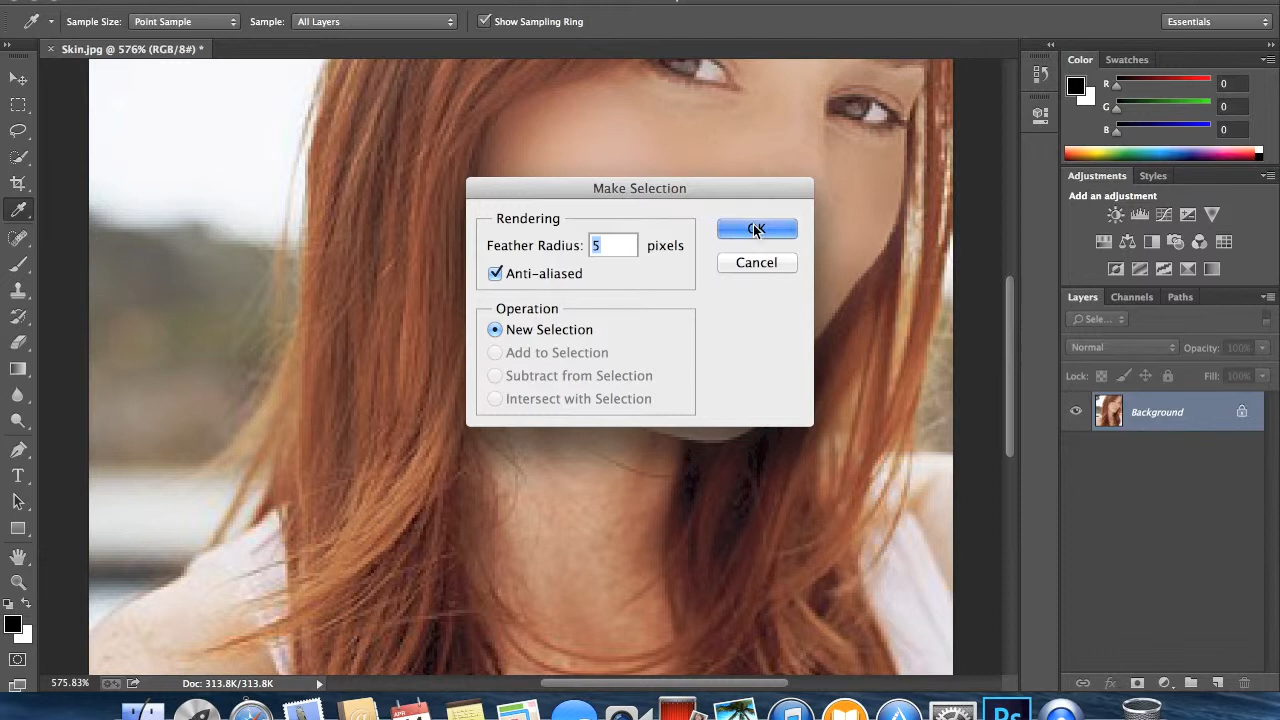 Sample Size: Point Sample Sample: All Layers Show Sampling Ring Essentials
Skin.jpg @ 576% (RGB/8#) *
Color Swatches
R 0
G 0
B 0
Adjustments Styles
Add an adjustment
Layers Channels Paths
Sele...
Normal Opacity: 100%
Lock: Fill: 100%
Background
Make Selection
Rendering
Feather Radius: 5 pixels
Anti-aliased
OK
Cancel
Operation
New Selection
Add to Selection
Subtract from Selection
Intersect with Selection
575.83% Doc: 313.8K/313.8K
APR
Ps